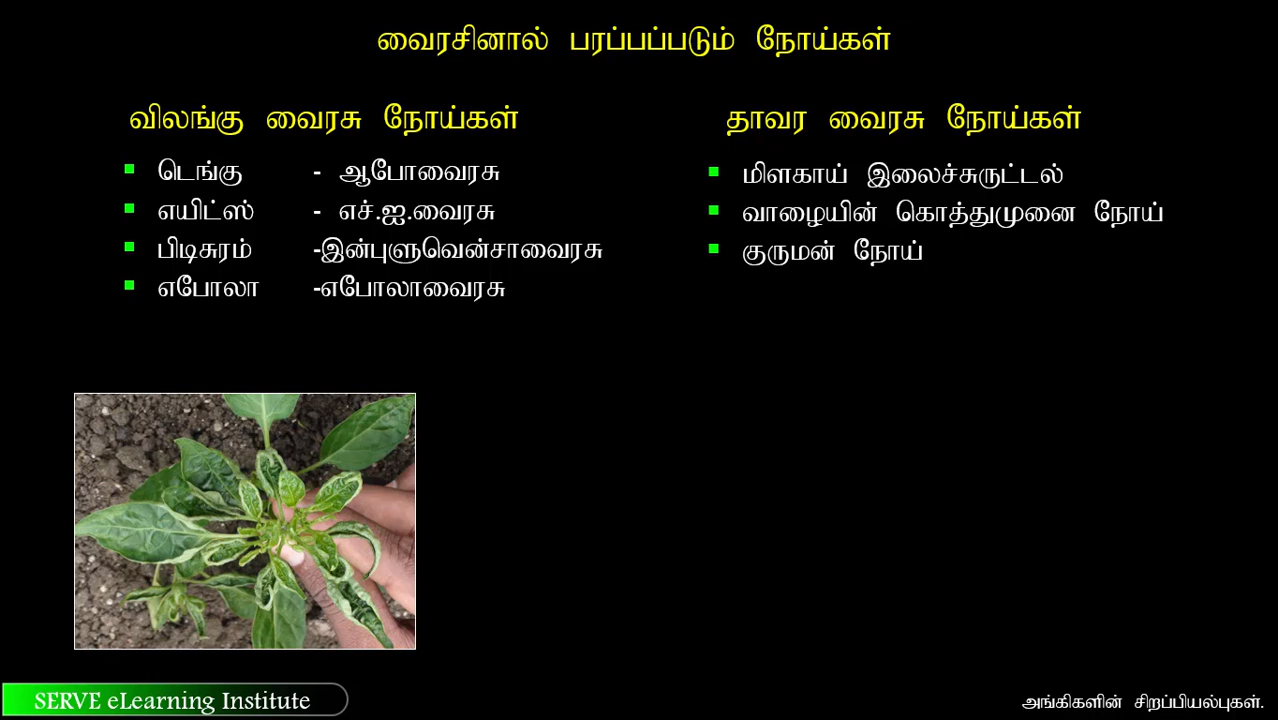 வைரசினால் பரப்பப்படும் நோய்கள்
விலங்கு வைரசு நோய்கள்
டெங்கு - ஆபோவைரசு
எயிட்ஸ் - எச்.ஐ.வைரசு
பிடிசுரம் -இன்புளுவென்சாவைரசு
எபோலா -எபோலாவைரசு
தாவர வைரசு நோய்கள்
மிளகாய் இலைச்சுருட்டல்
வாழையின் கொத்துமுனை நோய்
குருமன் நோய்
SERVE eLearning Institute
அங்கிகளின் சிறப்பியல்புகள்.